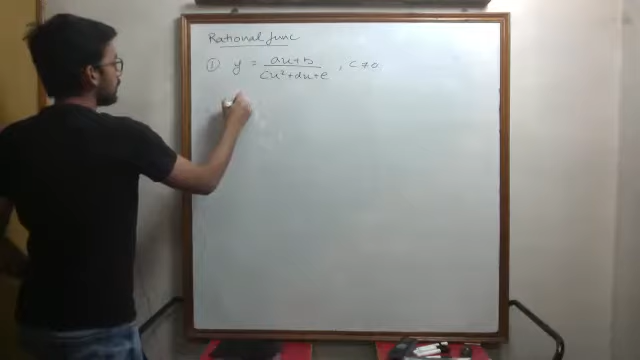 Rational func
① y = ax+b / cx²+dx+e , c≠0